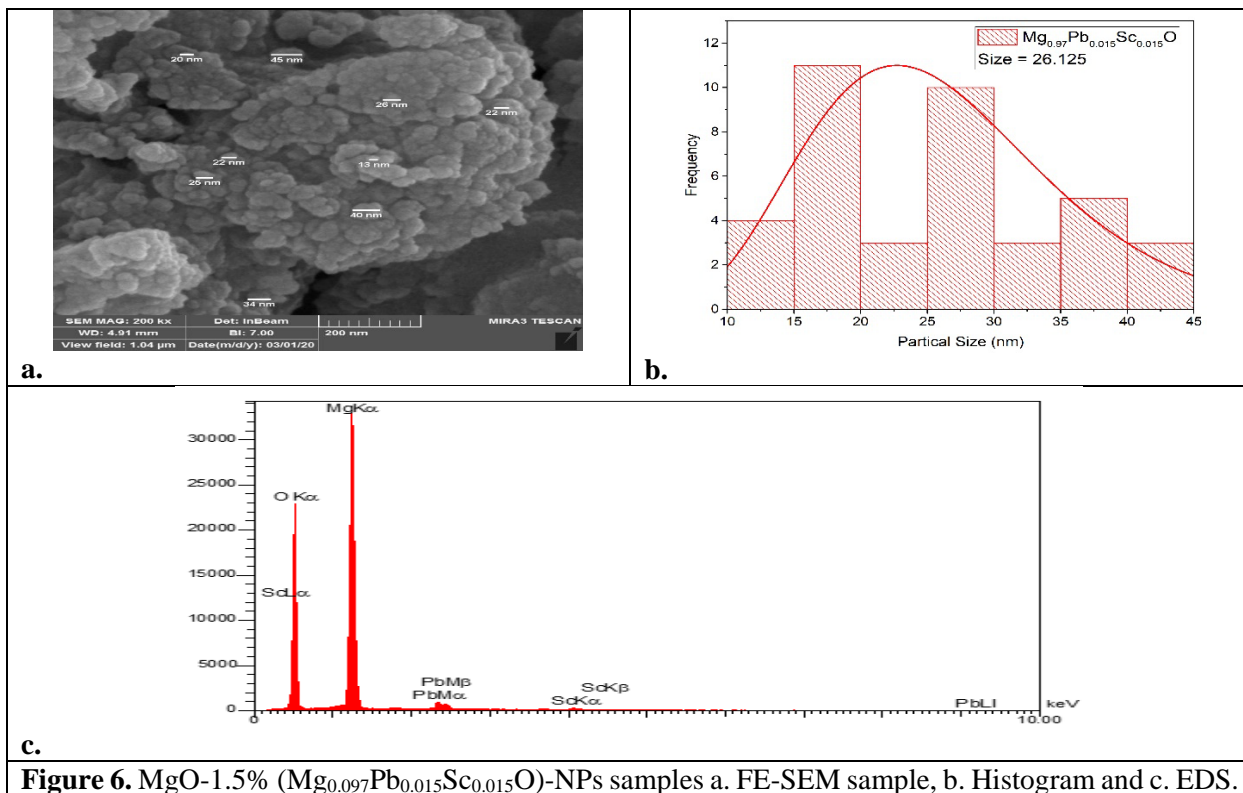 20 nm
45 nm
26 nm
22 nm
22 nm
13 nm
25 nm
40 nm
34 nm
SEM MAG: 200 kx Det: InBeam MIRA3 TESCAN
WD: 4.91 mm BI: 7.00 200 nm
View field: 1.04 µm Date(m/d/y): 03/01/20
a.
Mg0.97Pb0.015Sc0.015O
Size = 26.125
Frequency
12
10
8
6
4
2
0
10 15 20 25 30 35 40 45
Partical Size (nm)
b.
MgKα
30000
25000
O Kα
20000
15000
ScLα
10000
5000
PbMβ
PbMα
ScKβ
ScKα
PbLl
0
0 10.00
keV
c.
Figure 6. MgO-1.5% (Mg0.097Pb0.015Sc0.015O)-NPs samples a. FE-SEM sample, b. Histogram and c. EDS.